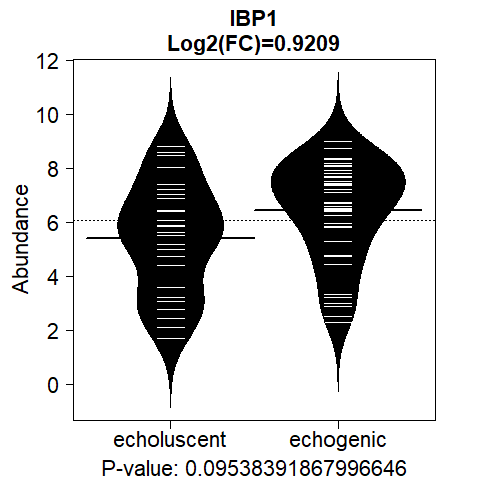 IBP1
Log2(FC)=0.9209
Abundance
12
10
8
6
4
2
0
echoluscent echogenic
P-value: 0.09538391867996646